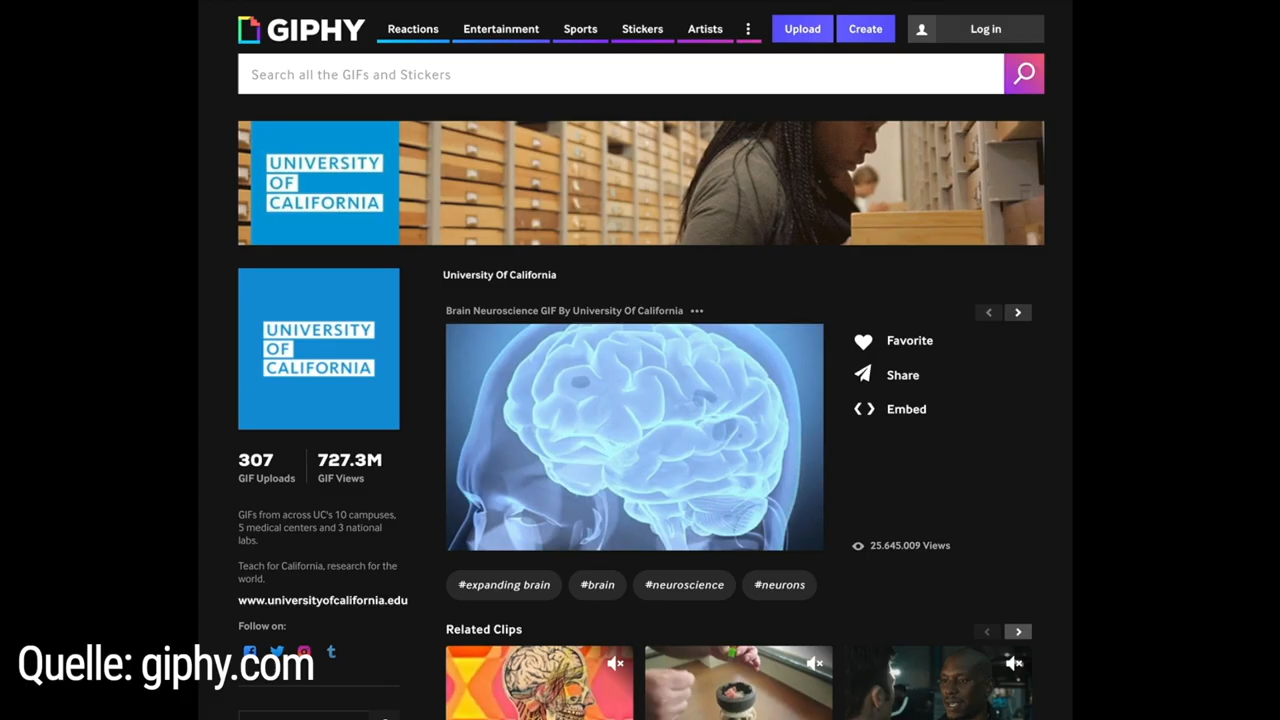 GIPHY
Reactions
Entertainment
Sports
Stickers
Artists
Upload
Create
Log in
Search all the GIFs and Stickers
UNIVERSITY
OF
CALIFORNIA
UNIVERSITY
OF
CALIFORNIA
307
GIF Uploads
727.3M
GIF Views
GIFs from across UC's 10 campuses,
5 medical centers and 3 national
labs.
Teach for California, research for the
world.
www.universityofcalifornia.edu
Follow on:
University Of California
Brain Neuroscience GIF By University Of California
Favorite
Share
Embed
25.645.009 Views
#expanding brain
#brain
#neuroscience
#neurons
Related Clips
Quelle: giphy.com